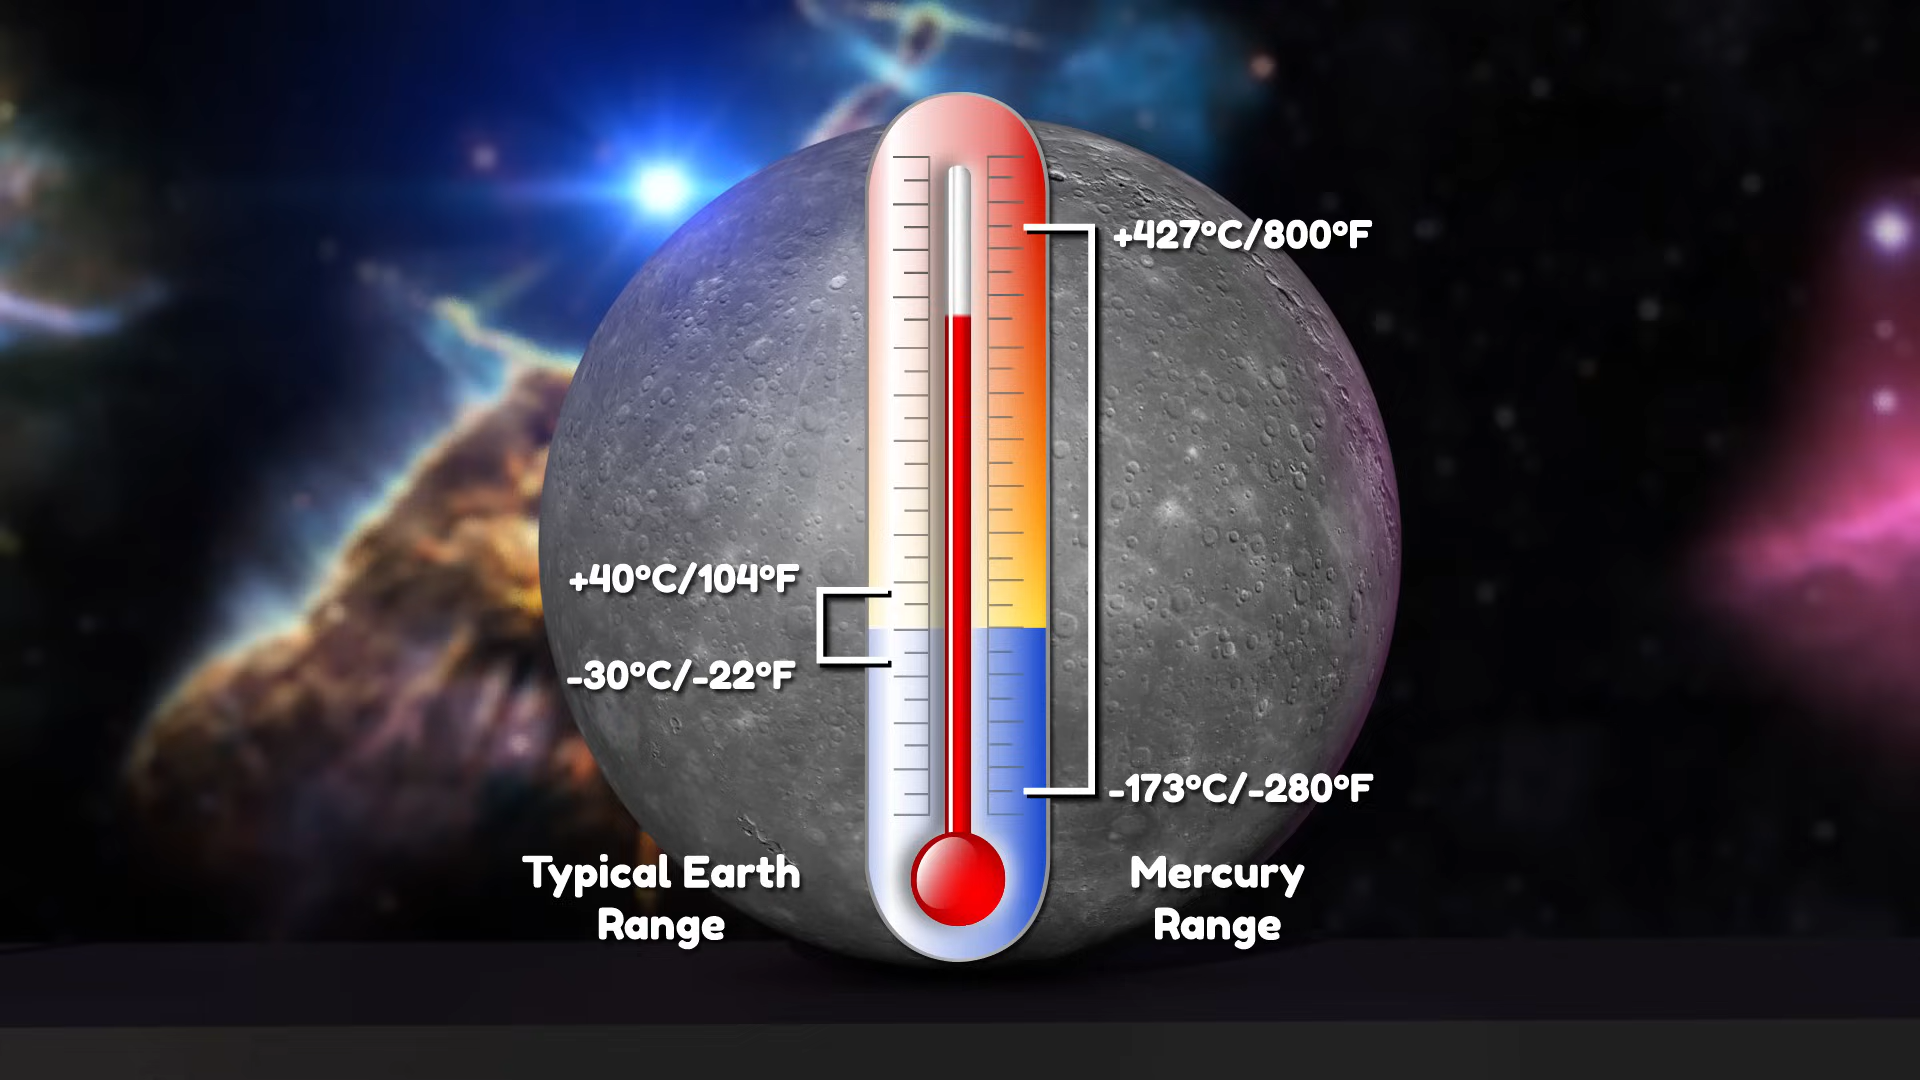 +427°C/800°F
+40°C/104°F
-30°C/-22°F
-173°C/-280°F
Typical Earth
Range
Mercury
Range